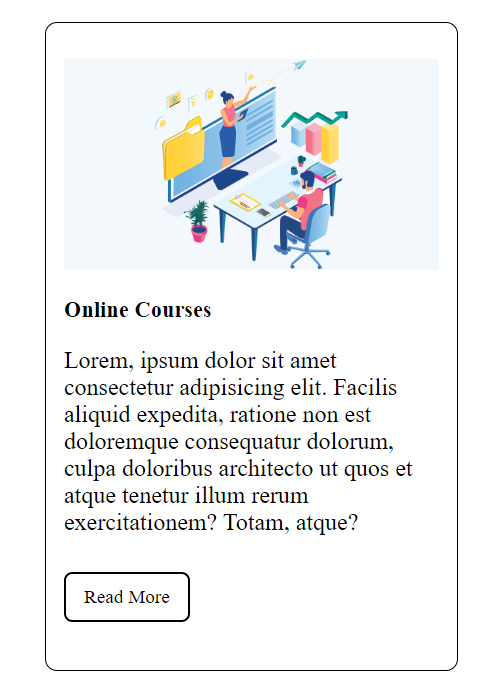 Online Courses
Lorem, ipsum dolor sit amet
consectetur adipisicing elit. Facilis
aliquid expedita, ratione non est
doloremque consequatur dolorum,
culpa doloribus architecto ut quos et
atque tenetur illum rerum
exercitationem? Totam, atque?
Read More